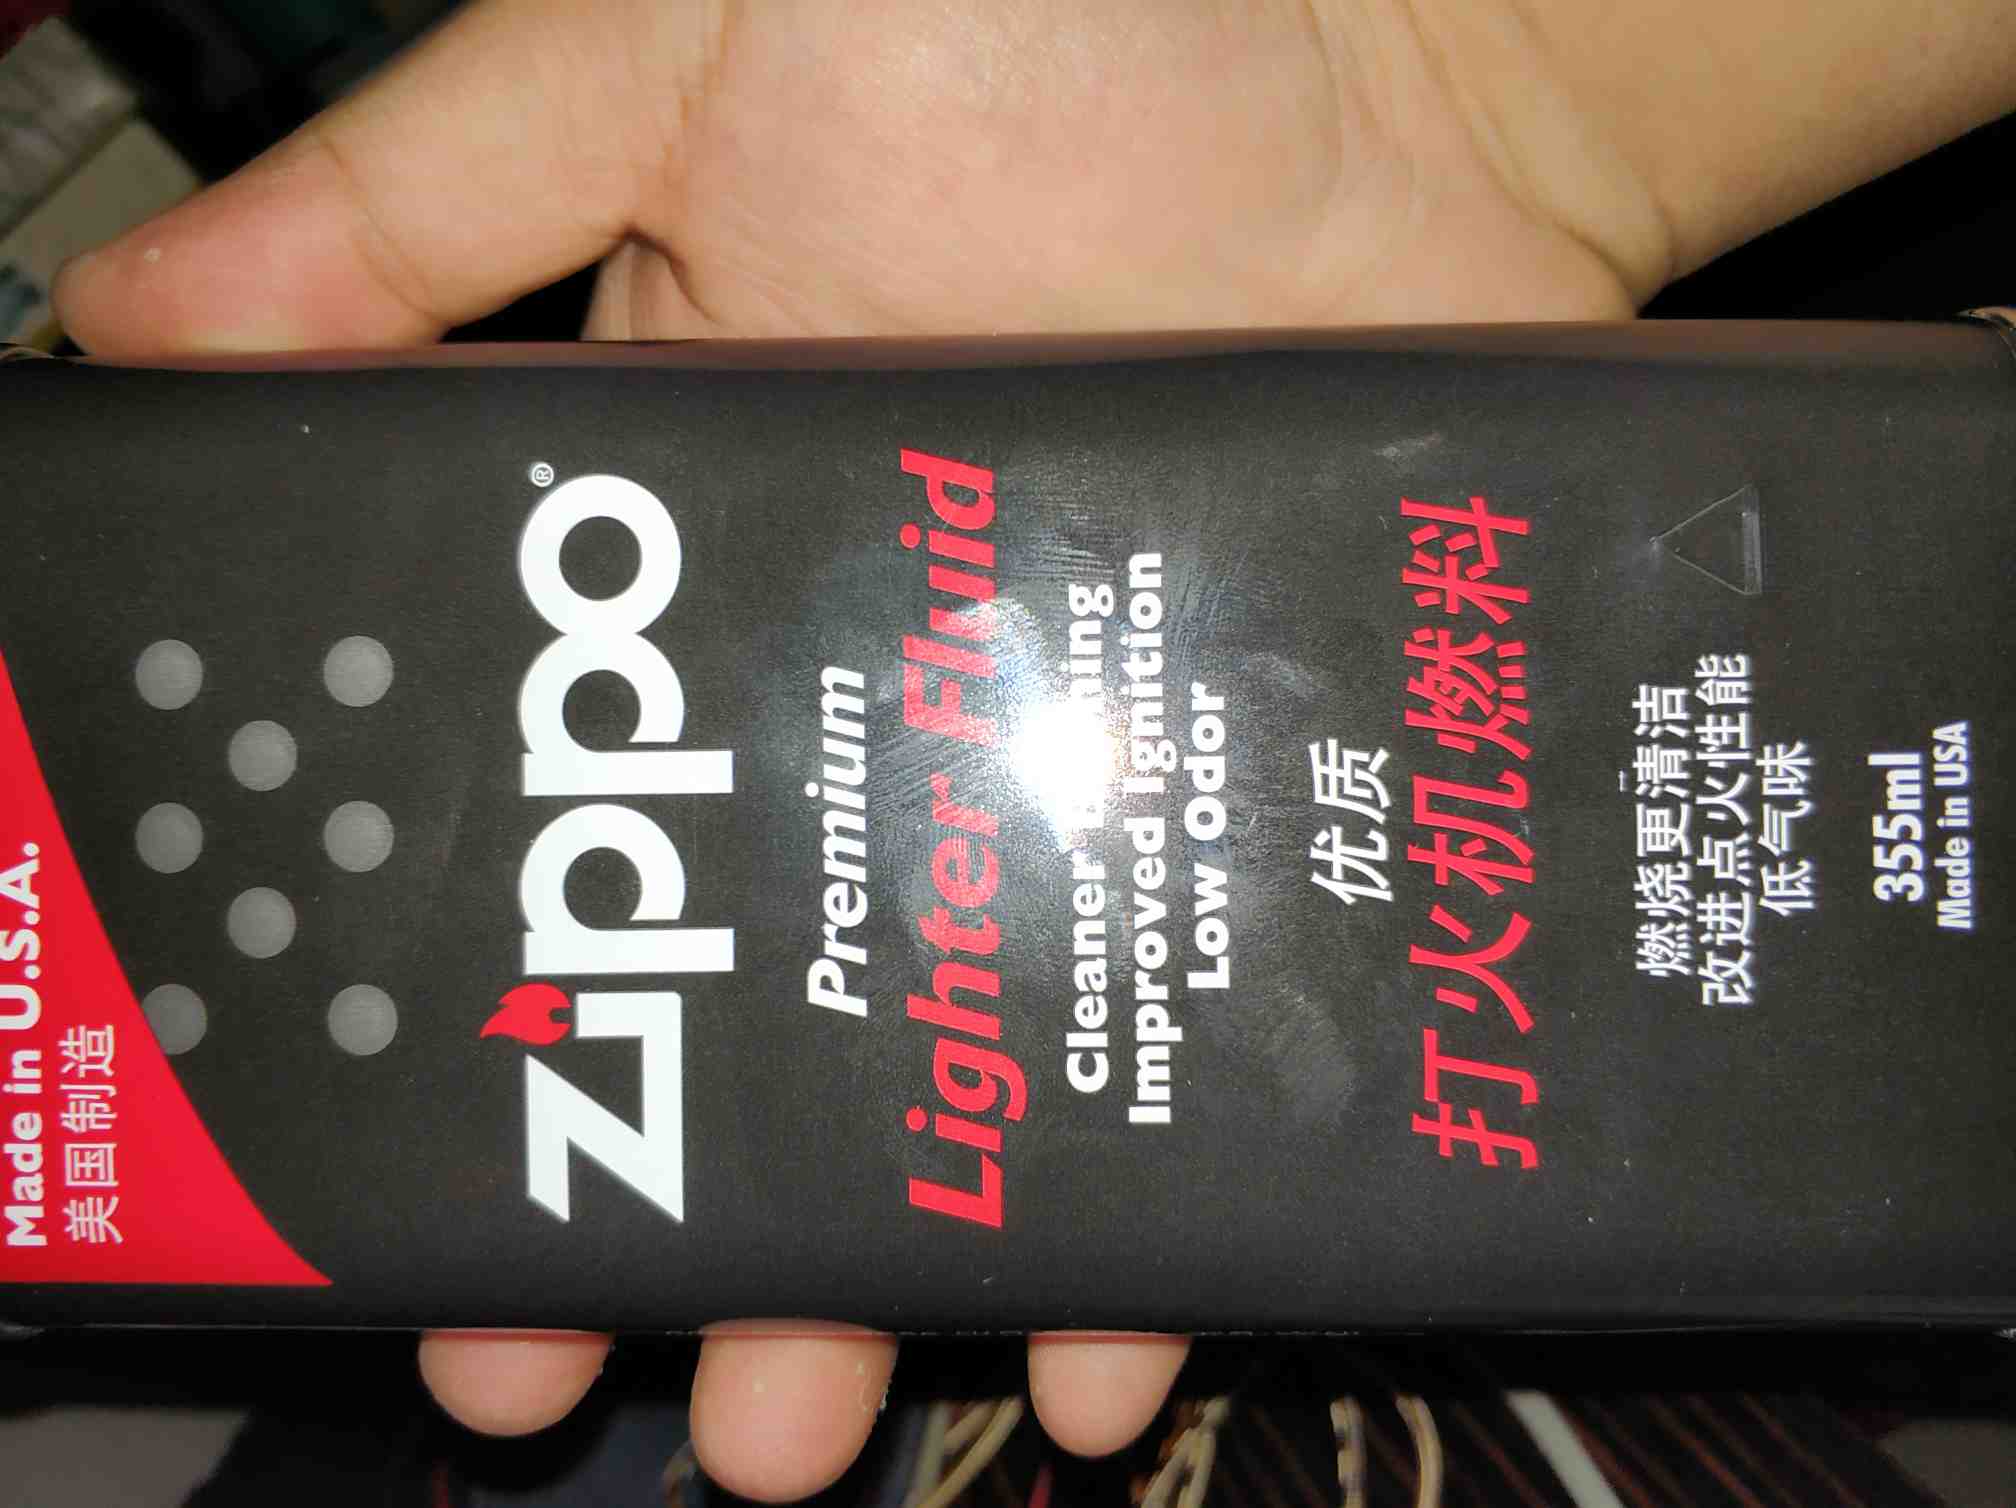 Made in U.S.A.
美国制造
zippo®
Premium
Lighter Fluid
Cleaner Burning
Improved Ignition
Low Odor
优质
打火机燃料
燃烧更清洁
改进点火性能
低气味
355ml
Made in USA